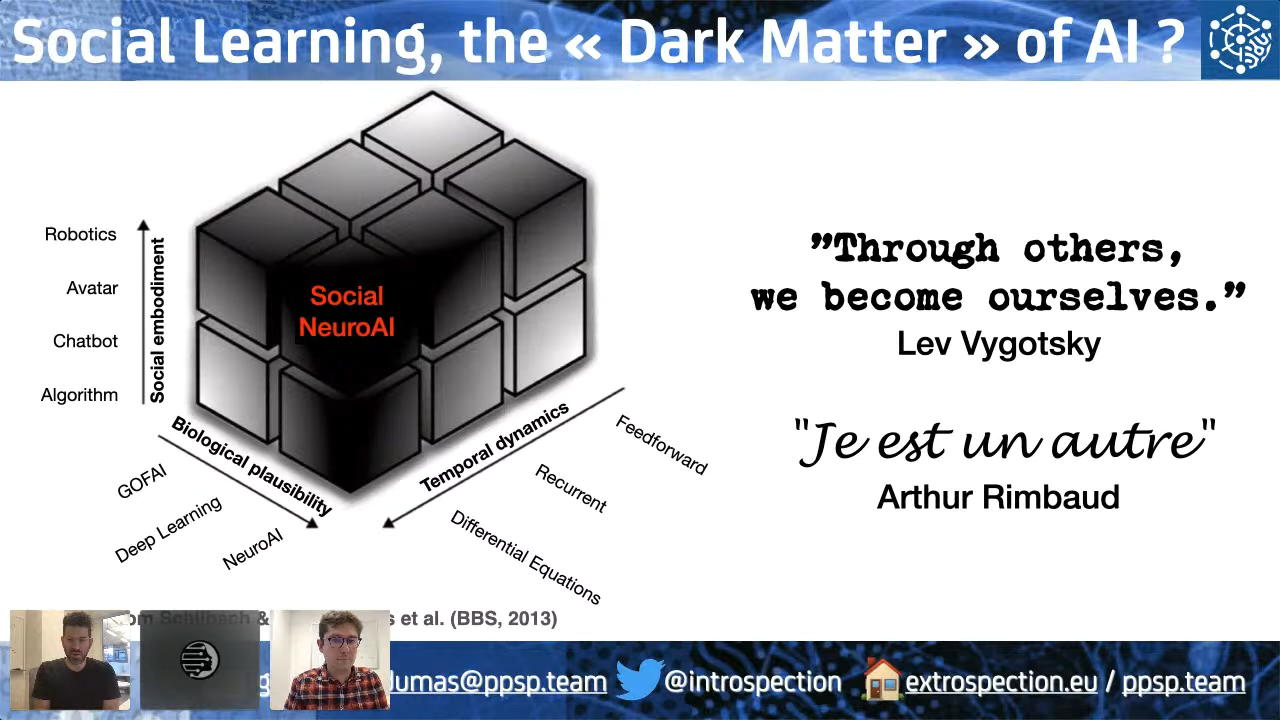 Social Learning, the « Dark Matter » of AI ?
Robotics
Avatar
Chatbot
Algorithm
Social embodiment
Social
NeuroAI
Biological plausibility
GOFAI
Deep Learning
NeuroAI
Temporal dynamics
Feedforward
Recurrent
Differential Equations
”Through others,
we become ourselves.”
Lev Vygotsky
"Je est un autre"
Arthur Rimbaud
& et al. (BBS, 2013)
@ppsp.team @introspection extrospection.eu / ppsp.team